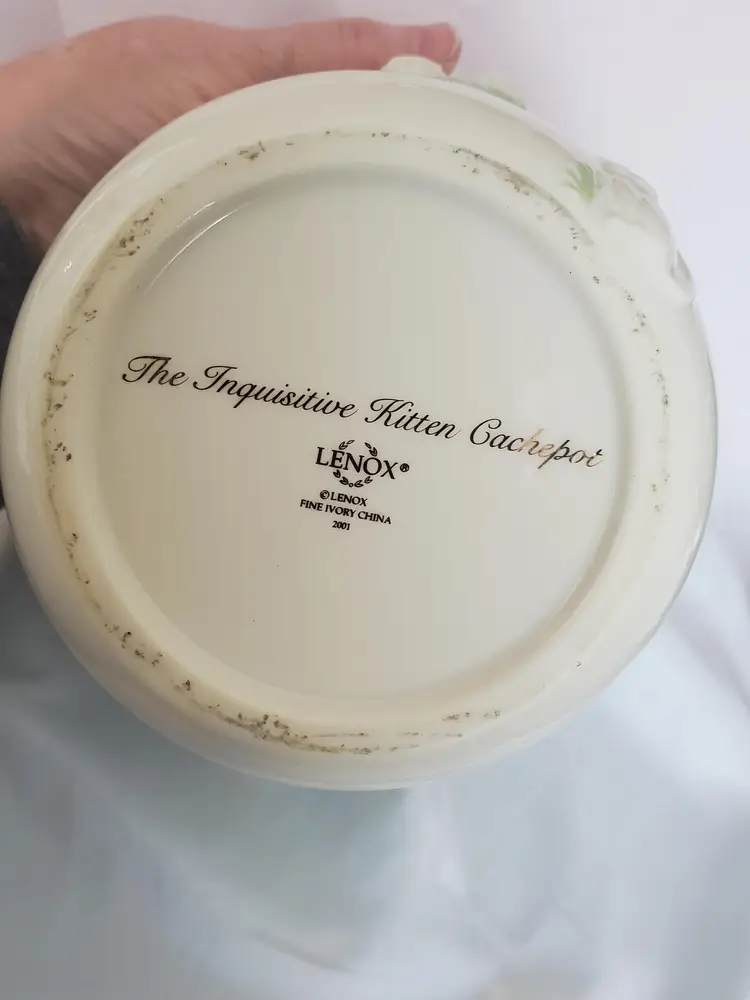 The Inquisitive Kitten Cachepot
LENOX®
©LENOX
FINE IVORY CHINA
2001